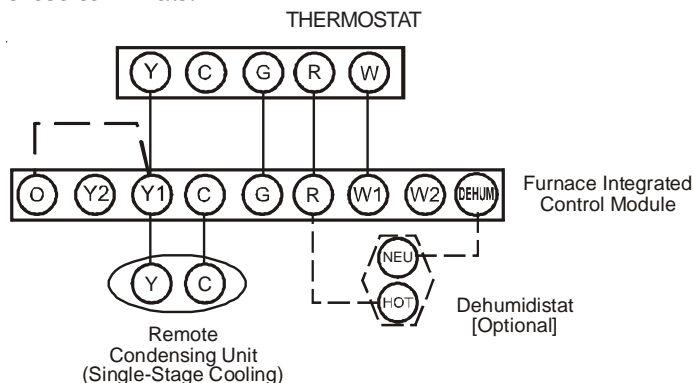 THERMOSTAT
Y C G R W
O Y2 Y1 C G R W1 W2 DEHUM
Furnace Integrated
Control Module
NEU
HOT
Y C
Dehumidistat
[Optional]
Remote
Condensing Unit
(Single-Stage Cooling)